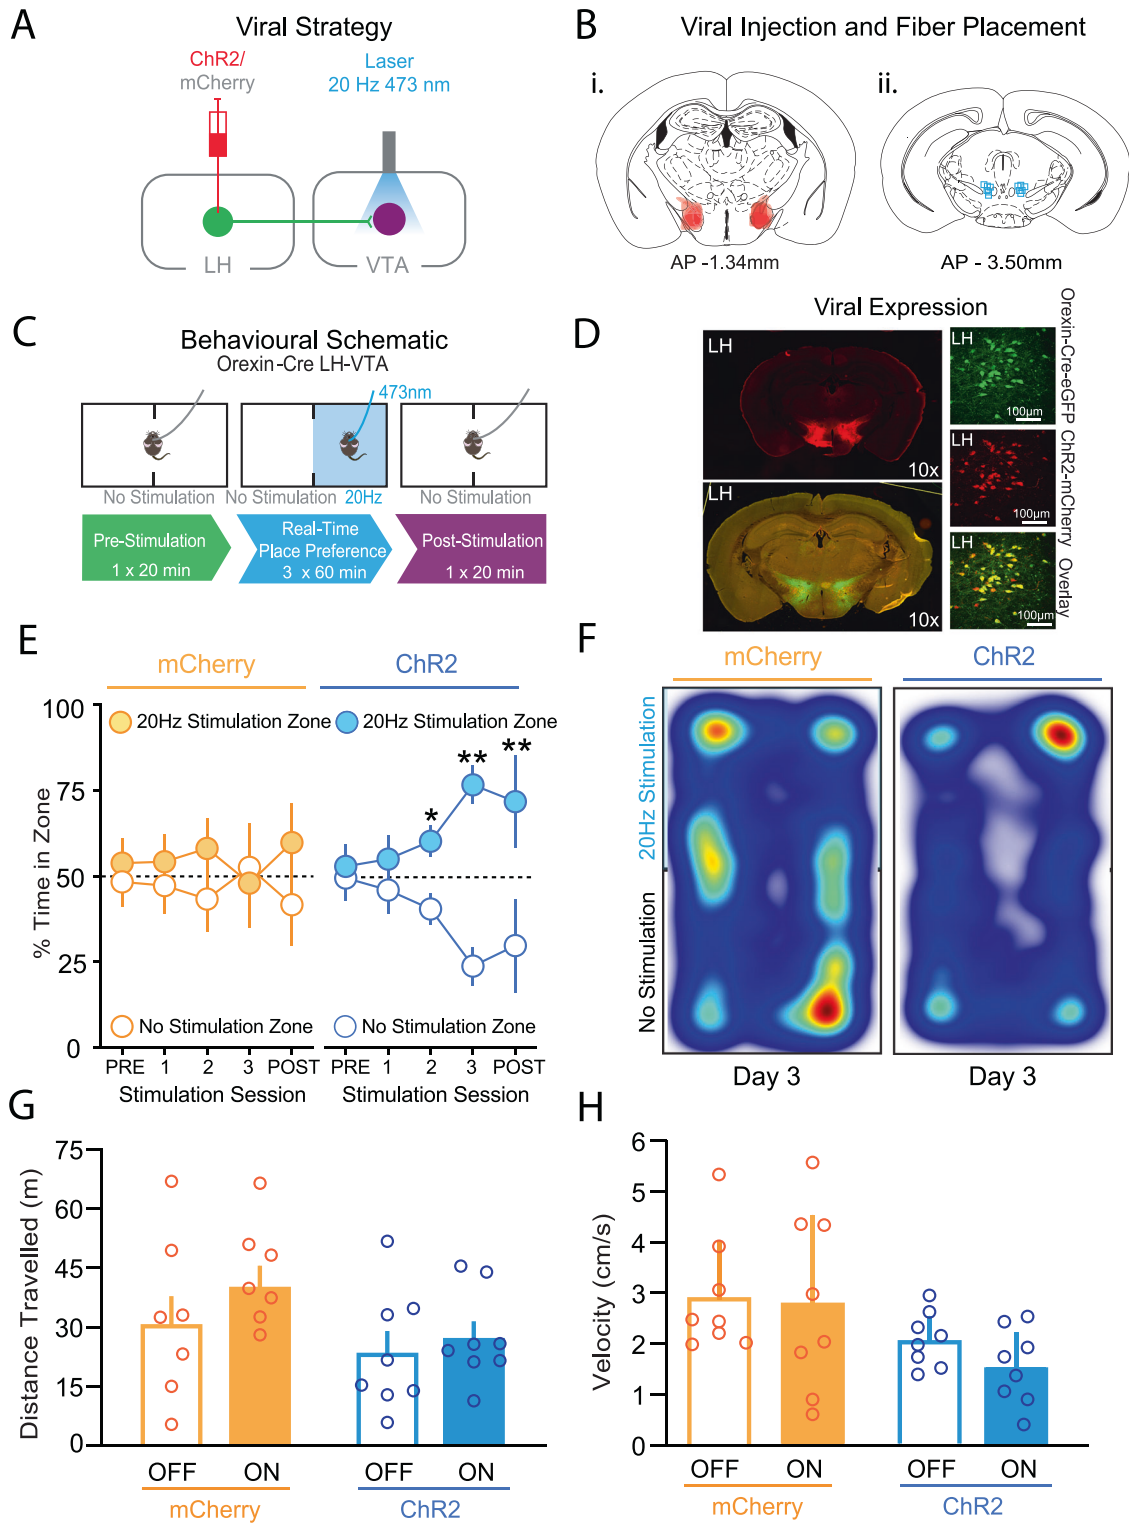 A
Viral Strategy
ChR2/
mCherry
Laser
20 Hz 473 nm
LH
VTA
B
Viral Injection and Fiber Placement
i.
ii.
AP -1.34mm
AP - 3.50mm
C
Behavioural Schematic
Orexin-Cre LH-VTA
473nm
No Stimulation
No Stimulation
20Hz
No Stimulation
Pre-Stimulation
1 x 20 min
Real-Time
Place Preference
3 x 60 min
Post-Stimulation
1 x 20 min
D
Viral Expression
LH
10x
LH
10x
LH
100µm
LH
100µm
LH
100µm
Orexin-Cre-eGFP
ChR2-mCherry
Overlay
E
mCherry
ChR2
20Hz Stimulation Zone
20Hz Stimulation Zone
* ** **
No Stimulation Zone
No Stimulation Zone
% Time in Zone
100
75
50
25
0
PRE 1 2 3 POST
PRE 1 2 3 POST
Stimulation Session
Stimulation Session
F
mCherry
ChR2
20Hz Stimulation
No Stimulation
Day 3
Day 3
G
Distance Travelled (m)
75
60
45
30
15
0
OFF ON OFF ON
mCherry
ChR2
H
Velocity (cm/s)
6
5
4
3
2
1
0
OFF ON OFF ON
mCherry
ChR2